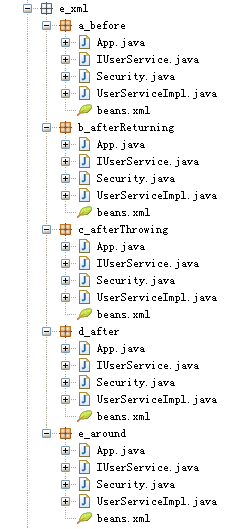 e_xml
a_before
App.java
IUserService.java
Security.java
UserServiceImpl.java
beans.xml
b_afterReturning
App.java
IUserService.java
Security.java
UserServiceImpl.java
beans.xml
c_afterThrowing
App.java
IUserService.java
Security.java
UserServiceImpl.java
beans.xml
d_after
App.java
IUserService.java
Security.java
UserServiceImpl.java
beans.xml
e_around
App.java
IUserService.java
Security.java
UserServiceImpl.java
beans.xml